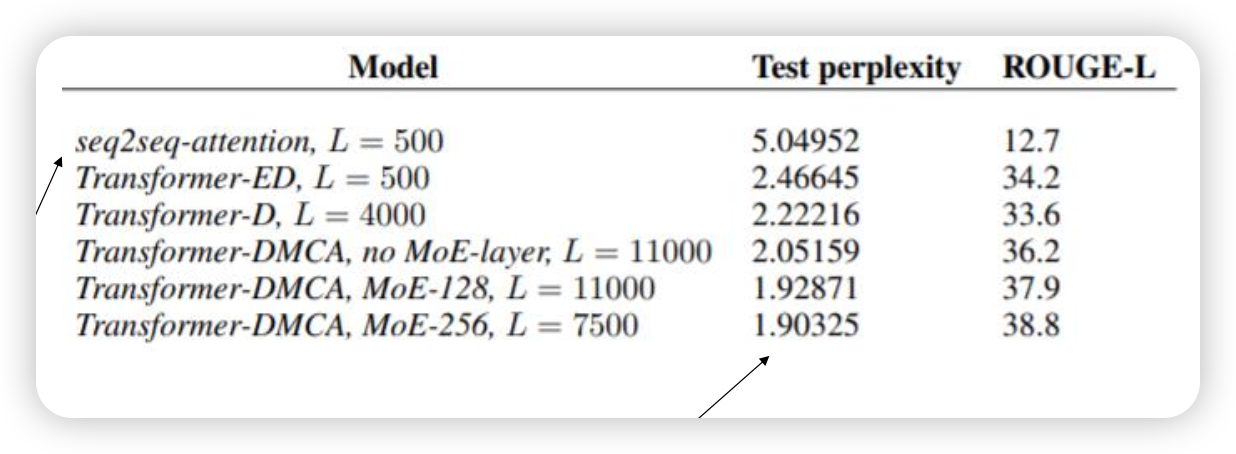 Model Test perplexity ROUGE-L
seq2seq-attention, L = 500 5.04952 12.7
Transformer-ED, L = 500 2.46645 34.2
Transformer-D, L = 4000 2.22216 33.6
Transformer-DMCA, no MoE-layer, L = 11000 2.05159 36.2
Transformer-DMCA, MoE-128, L = 11000 1.92871 37.9
Transformer-DMCA, MoE-256, L = 7500 1.90325 38.8